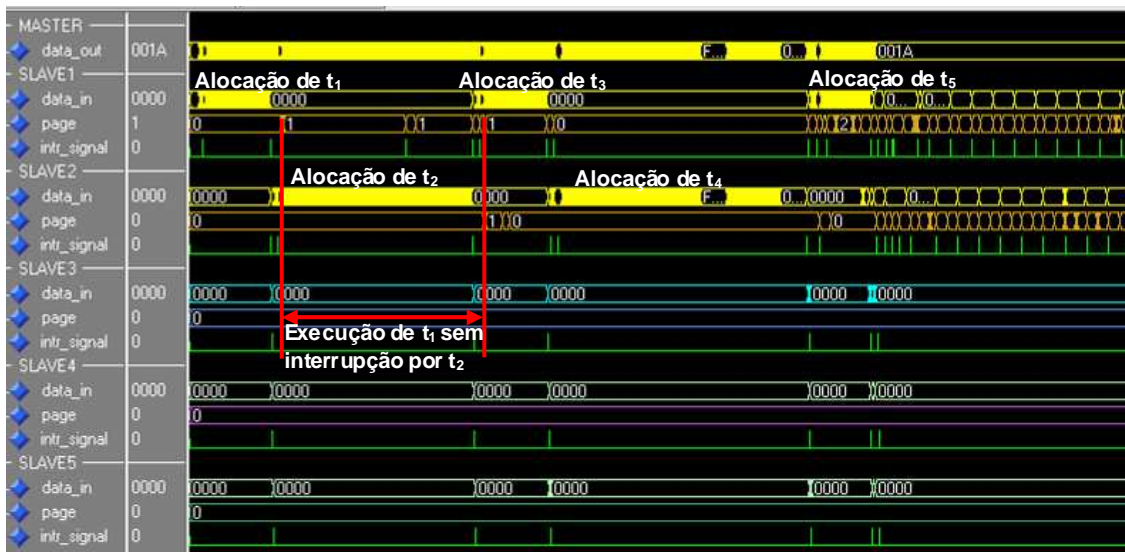 MASTER
data_out 001A F... 0... 001A
SLAVE1
Alocação de t₁ Alocação de t₃ Alocação de t₅
data_in 0000 0000 0000 0... 0...
page 1 0 1 1 1 0 2
intr_signal 0
SLAVE2
Alocação de t₂ Alocação de t₄
data_in 0000 0000 0000 F... 0... 0000 0...
page 0 0 1 0 0
intr_signal 0
SLAVE3
data_in 0000 0000 0000 0000 0000 0000 0000
page 0 0
Execução de t₁ sem
intr_signal 0
interrupção por t₂
SLAVE4
data_in 0000 0000 0000 0000 0000 0000 0000
page 0 0
intr_signal 0
SLAVE5
data_in 0000 0000 0000 0000 0000 0000 0000
page 0 0
intr_signal 0